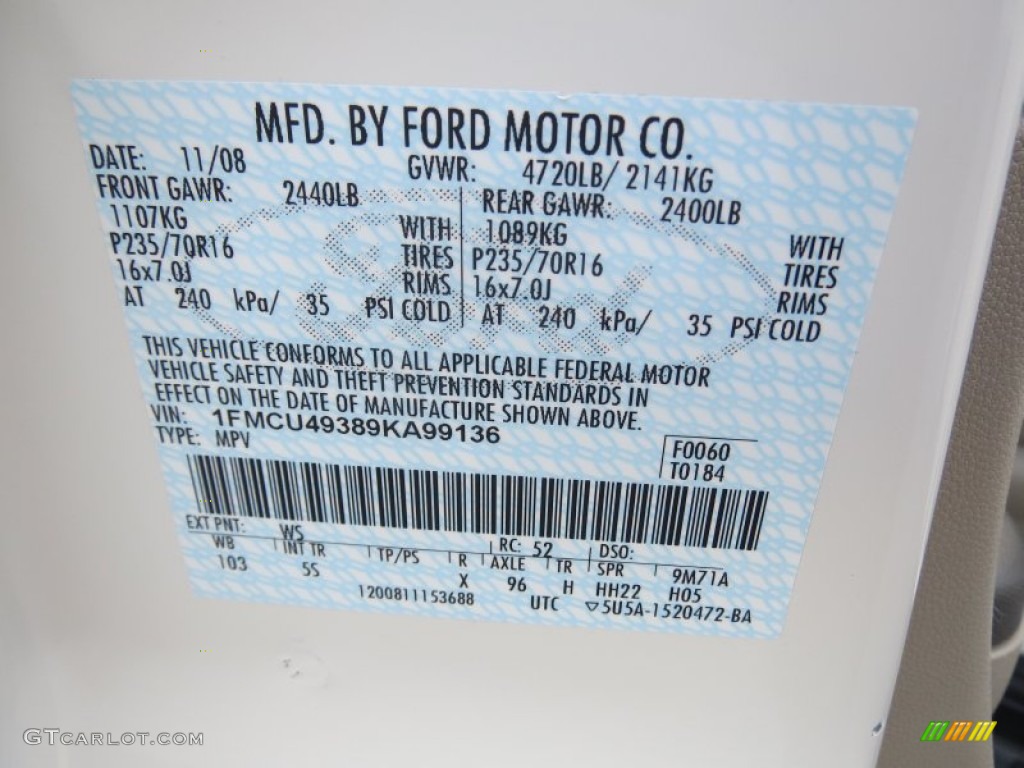 MFD. BY FORD MOTOR CO.
DATE: 11/08 GVWR: 4720LB/ 2141KG
FRONT GAWR: 2440LB REAR GAWR: 2400LB
1107KG WITH 1089KG WITH
P235/70R16 TIRES P235/70R16 TIRES
16x7.0J RIMS 16x7.0J RIMS
AT 240 kPa/ 35 PSI COLD AT 240 kPa/ 35 PSI COLD
THIS VEHICLE CONFORMS TO ALL APPLICABLE FEDERAL MOTOR
VEHICLE SAFETY AND THEFT PREVENTION STANDARDS IN
EFFECT ON THE DATE OF MANUFACTURE SHOWN ABOVE.
VIN: 1FMCU49389KA99136
TYPE: MPV
F0060
T0184
EXT PNT: WS RC: 52 DSO:
WB INT TR TP/PS R AXLE TR SPR 9M71A
103 5S X 96 H HH22 H05
1200811153688 UTC ▽5U5A-1520472-BA
GTCARLOT.COM